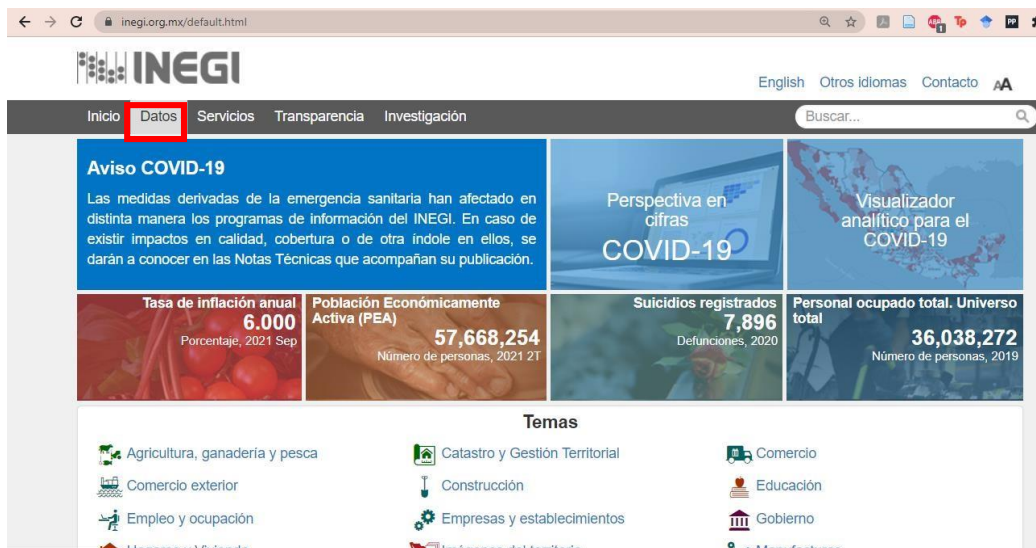 inegi.org.mx/default.html
INEGI
English Otros idiomas Contacto AA
Inicio Datos Servicios Transparencia Investigación Buscar...
Aviso COVID-19
Las medidas derivadas de la emergencia sanitaria han afectado en
distinta manera los programas de información del INEGI. En caso de
existir impactos en calidad, cobertura o de otra índole en ellos, se
darán a conocer en las Notas Técnicas que acompañan su publicación.
Perspectiva en
cifras
COVID-19
Visualizador
analítico para el
COVID-19
Tasa de inflación anual
6.000
Porcentaje, 2021 Sep
Población Económicamente
Activa (PEA)
57,668,254
Número de personas, 2021 2T
Suicidios registrados
7,896
Defunciones, 2020
Personal ocupado total. Universo
total
36,038,272
Número de personas, 2019
Temas
Agricultura, ganadería y pesca
Catastro y Gestión Territorial
Comercio
Comercio exterior
Construcción
Educación
Empleo y ocupación
Empresas y establecimientos
Gobierno
Hogares y Vivienda
Imágenes del territorio
Manufacturas